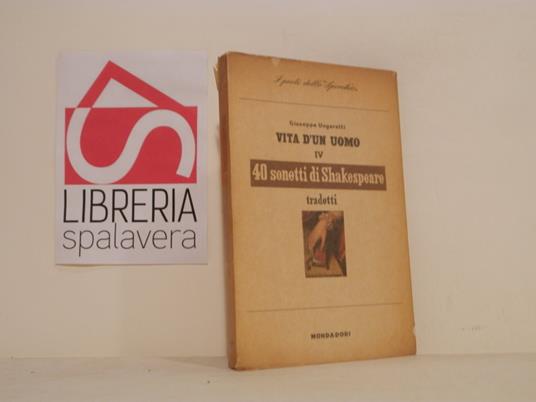 LIBRERIA
spalavera
I poeti dello "Specchio"
Giuseppe Ungaretti
VITA D'UN UOMO
IV
40 sonetti di Shakespeare
tradotti
MONDADORI